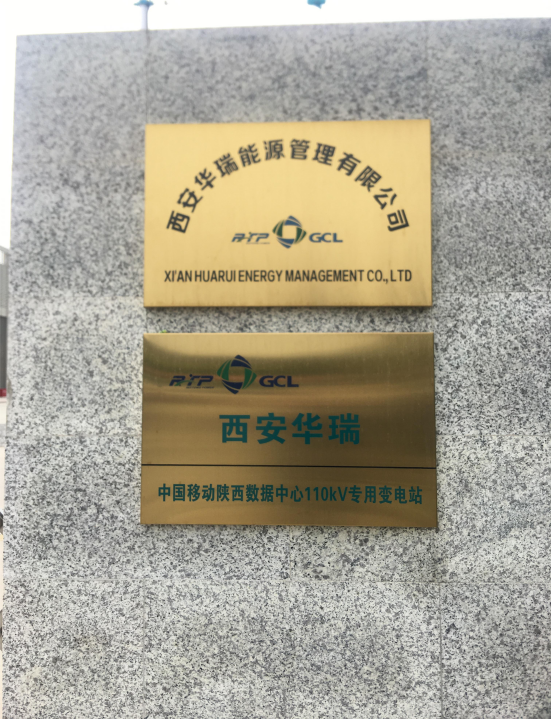 西安华瑞能源管理有限公司
RYP GCL
XI'AN HUARUI ENERGY MANAGEMENT CO., LTD
RYP GCL
西安华瑞
中国移动陕西数据中心110kV专用变电站